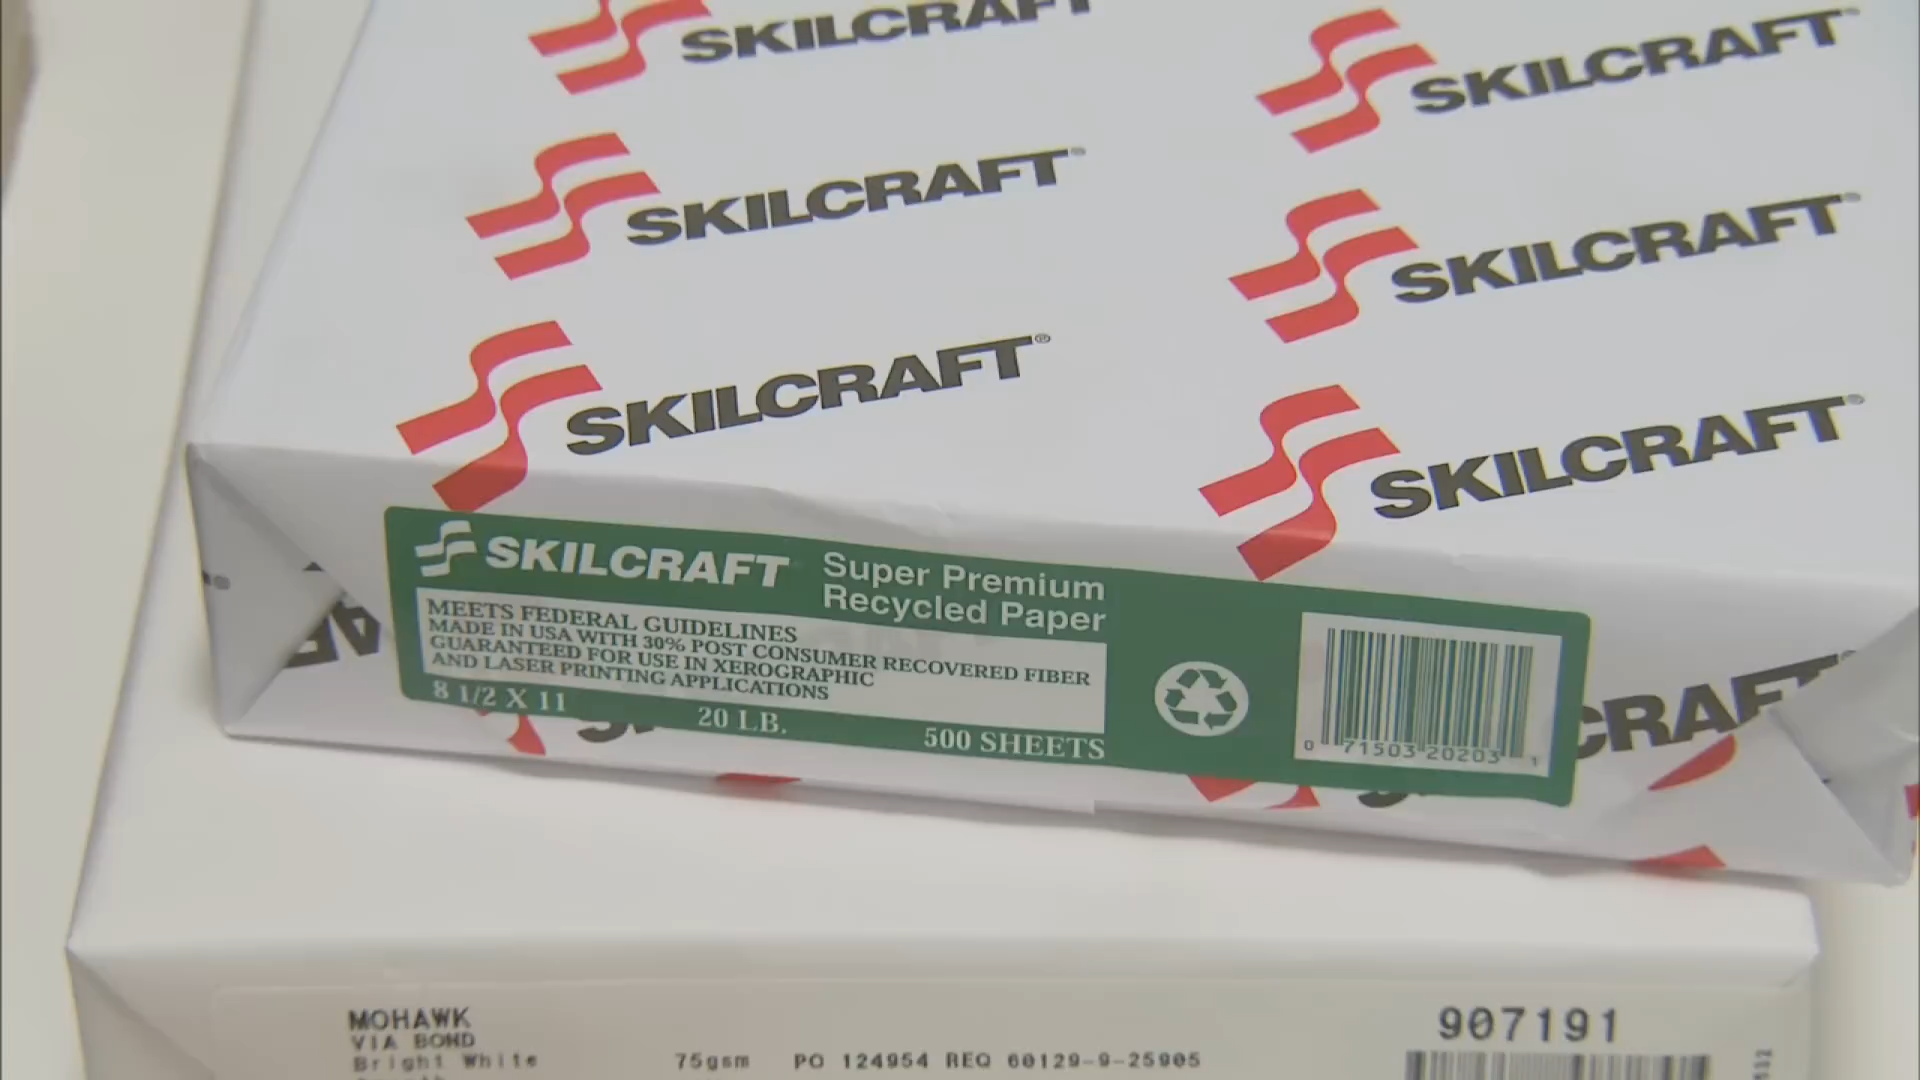 SKILCRAFT
SKILCRAFT
SKILCRAFT
SKILCRAFT
SKILCRAFT®
SKILCRAFT
SKILCRAFT Super Premium
Recycled Paper
MEETS FEDERAL GUIDELINES
MADE IN USA WITH 30% POST CONSUMER RECOVERED FIBER
GUARANTEED FOR USE IN XEROGRAPHIC
AND LASER PRINTING APPLICATIONS
8 1/2 X 11 20 LB. 500 SHEETS
0 71503 20203 1
MOHAWK
VIA BOND
Bright White 75gsm PO 124954 REQ 60129-9-25905
907191